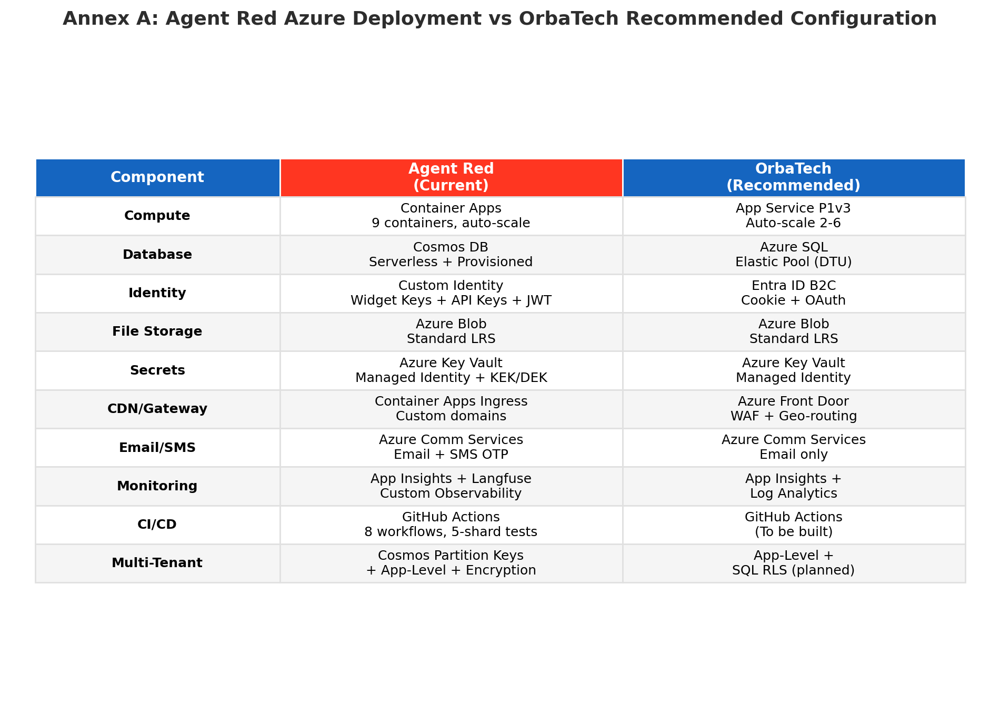 Annex A: Agent Red Azure Deployment vs OrbaTech Recommended Configuration
Component
Agent Red
(Current)
OrbaTech
(Recommended)
Compute
Container Apps
9 containers, auto-scale
App Service P1v3
Auto-scale 2-6
Database
Cosmos DB
Serverless + Provisioned
Azure SQL
Elastic Pool (DTU)
Identity
Custom Identity
Widget Keys + API Keys + JWT
Entra ID B2C
Cookie + OAuth
File Storage
Azure Blob
Standard LRS
Azure Blob
Standard LRS
Secrets
Azure Key Vault
Managed Identity + KEK/DEK
Azure Key Vault
Managed Identity
CDN/Gateway
Container Apps Ingress
Custom domains
Azure Front Door
WAF + Geo-routing
Email/SMS
Azure Comm Services
Email + SMS OTP
Azure Comm Services
Email only
Monitoring
App Insights + Langfuse
Custom Observability
App Insights +
Log Analytics
CI/CD
GitHub Actions
8 workflows, 5-shard tests
GitHub Actions
(To be built)
Multi-Tenant
Cosmos Partition Keys
+ App-Level + Encryption
App-Level +
SQL RLS (planned)